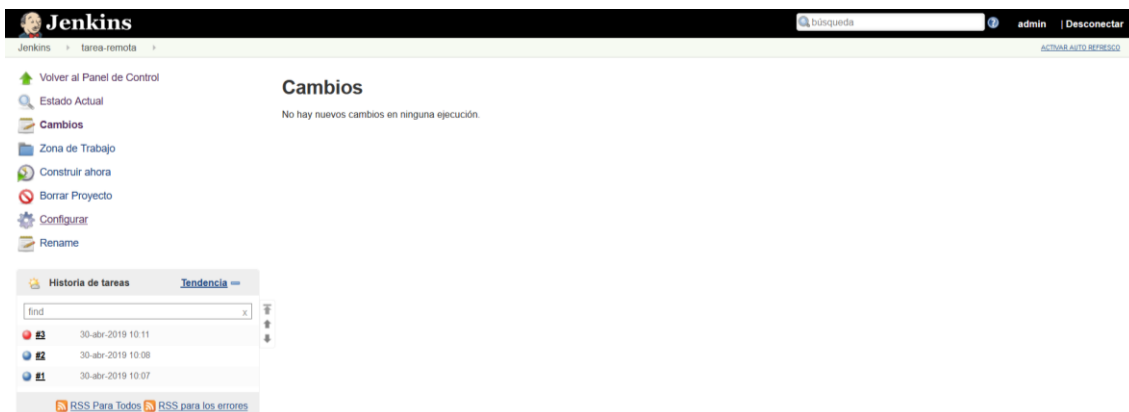 Jenkins
búsqueda
admin | Desconectar
Jenkins tarea-remota
ACTIVAR AUTO REFRESCO
Volver al Panel de Control
Estado Actual
Cambios
Zona de Trabajo
Construir ahora
Borrar Proyecto
Configurar
Rename
Cambios
No hay nuevos cambios en ninguna ejecución.
Historia de tareas Tendencia
find x
#3 30-abr-2019 10:11
#2 30-abr-2019 10:08
#1 30-abr-2019 10:07
RSS Para Todos RSS para los errores